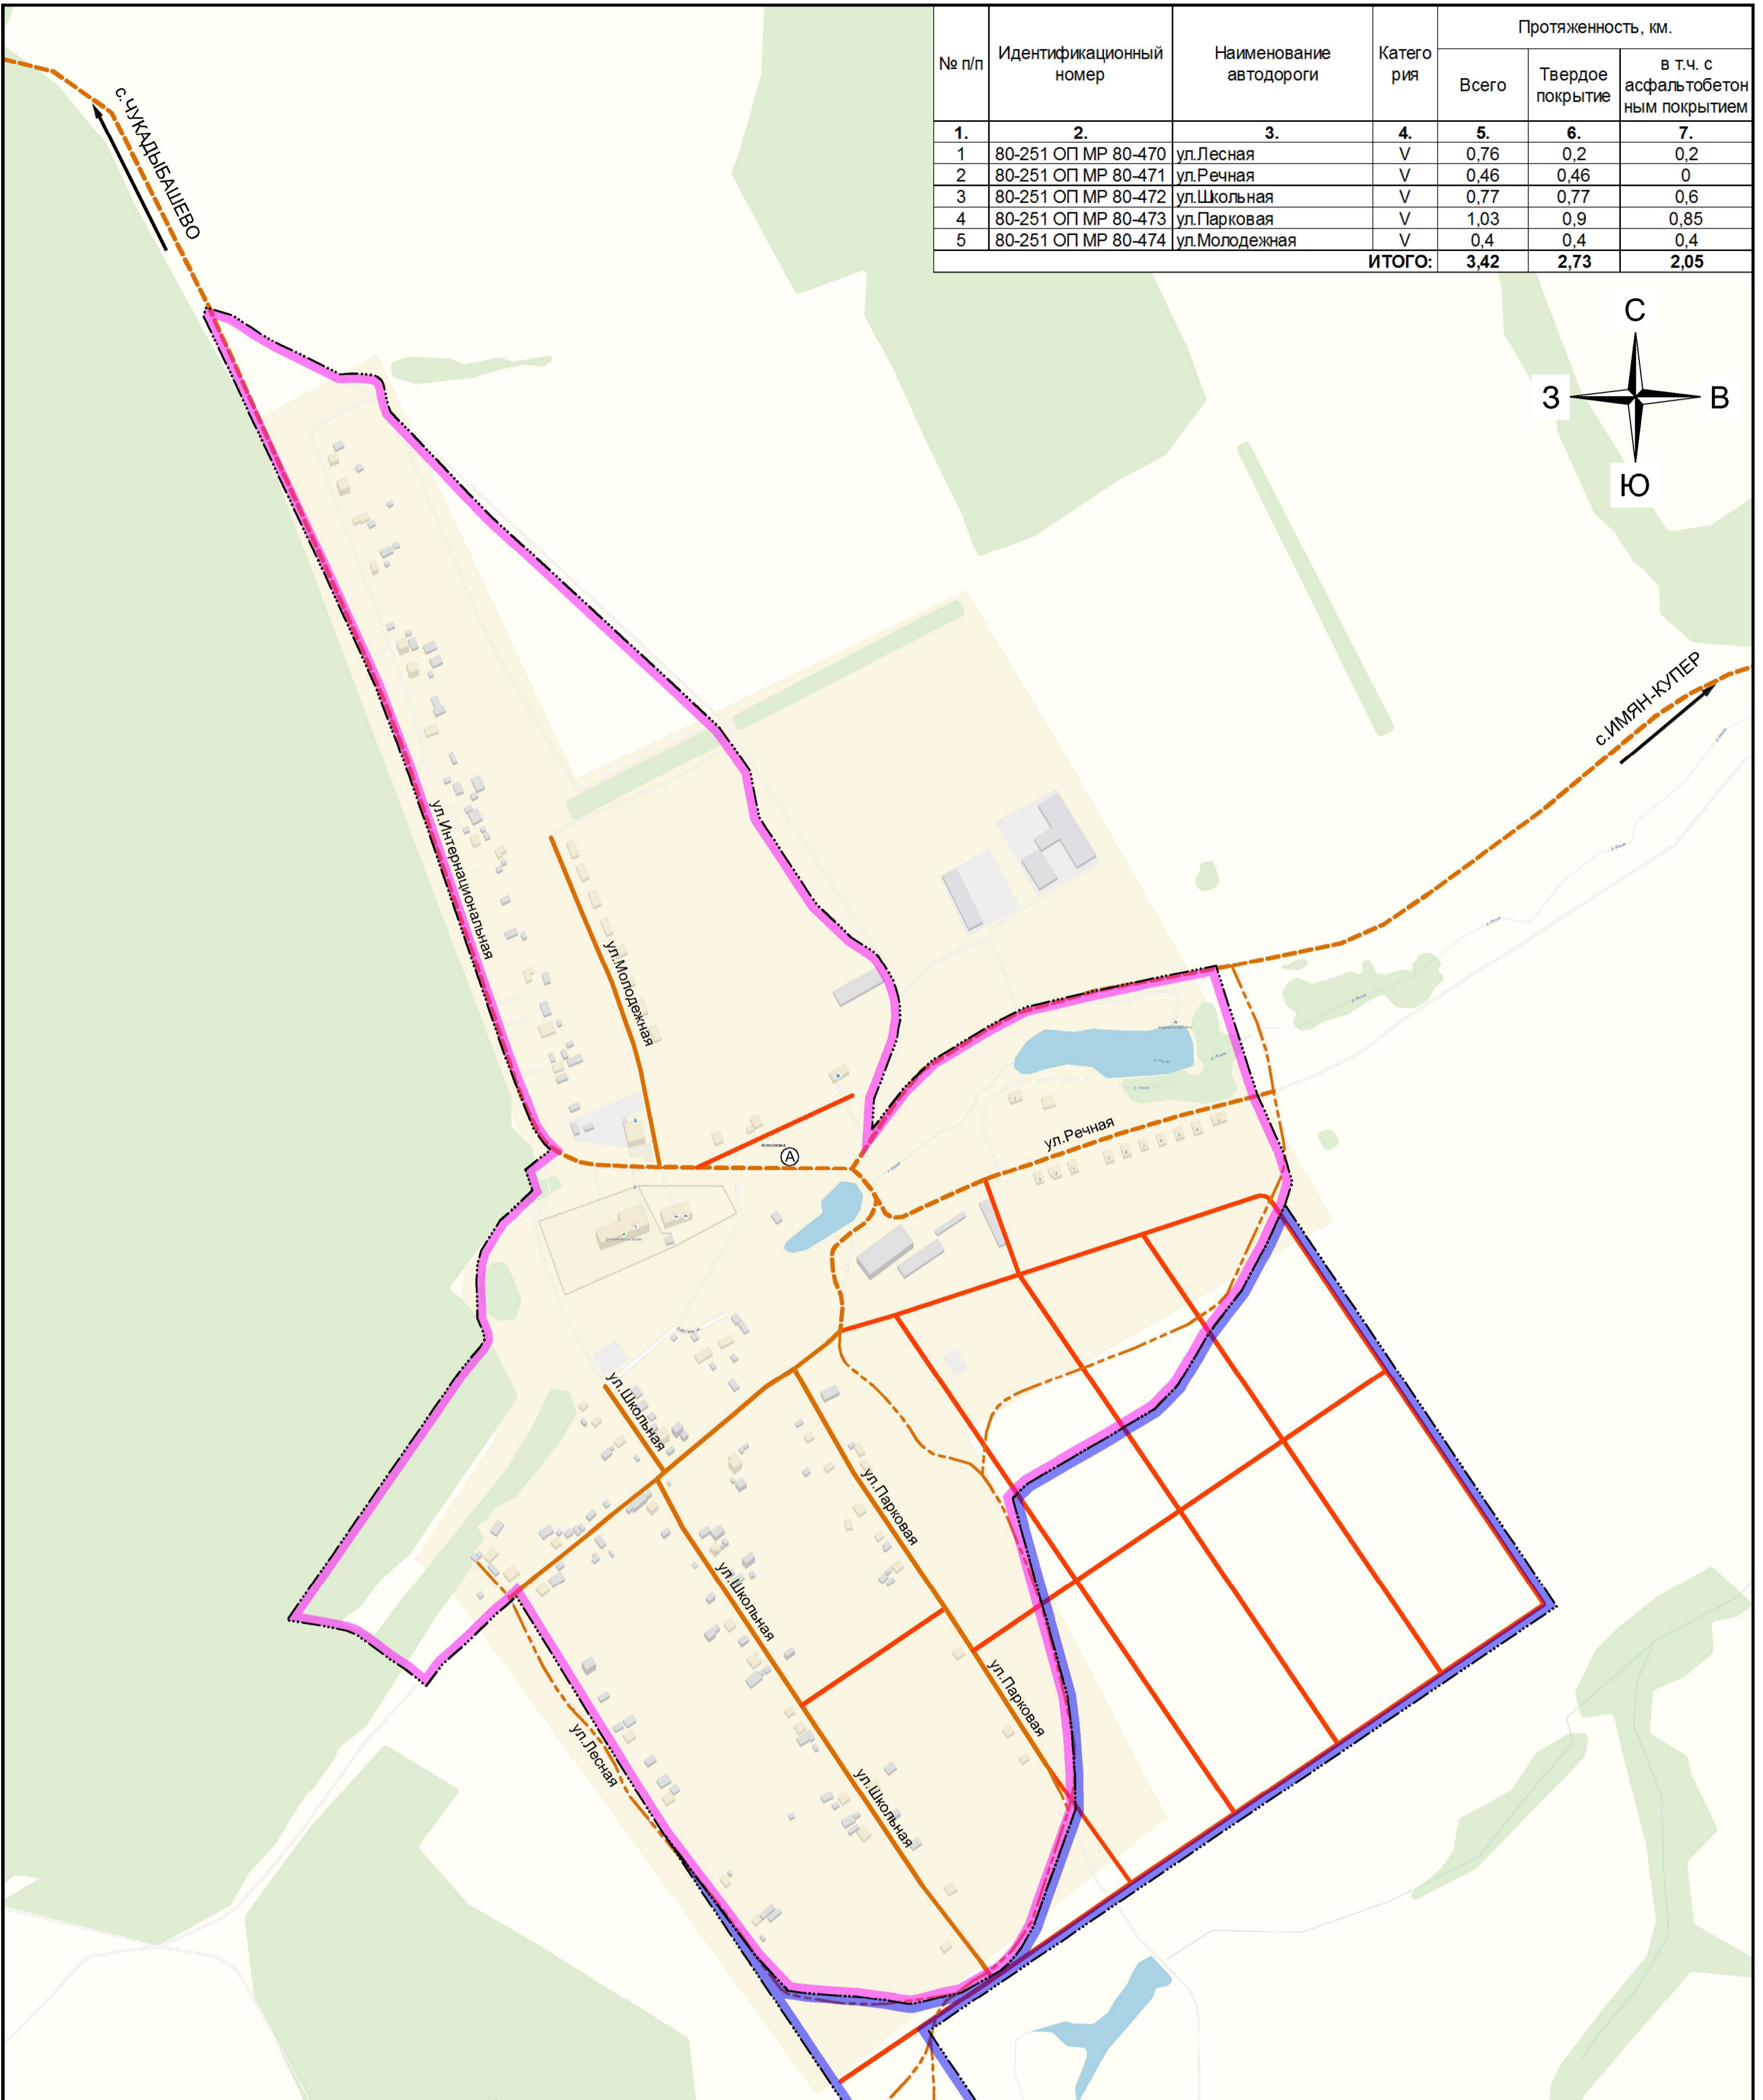 № п/п
Идентификационный
номер
Наименование
автодороги
Катего
рия
Протяженность, км.
Всего
Твердое
покрытие
в т.ч. с
асфальтобетон
ным покрытием
1. 2. 3. 4. 5. 6. 7.
1 80-251 ОП МР 80-470 ул.Лесная V 0,76 0,2 0,2
2 80-251 ОП МР 80-471 ул.Речная V 0,46 0,46 0
3 80-251 ОП МР 80-472 ул.Школьная V 0,77 0,77 0,6
4 80-251 ОП МР 80-473 ул.Парковая V 1,03 0,9 0,85
5 80-251 ОП МР 80-474 ул.Молодежная V 0,4 0,4 0,4
ИТОГО: 3,42 2,73 2,05
с.ЧУКАДЫБАШЕВО
С
З
В
Ю
с.ИМЯН-КУПЕР
ул.Интернациональная
ул.Молодежная
ул.Речная
Алексеевка
А
ул.Школьная
ул.Парковая
ул.Школьная
ул.Парковая
ул.Лесная
ул.Школьная